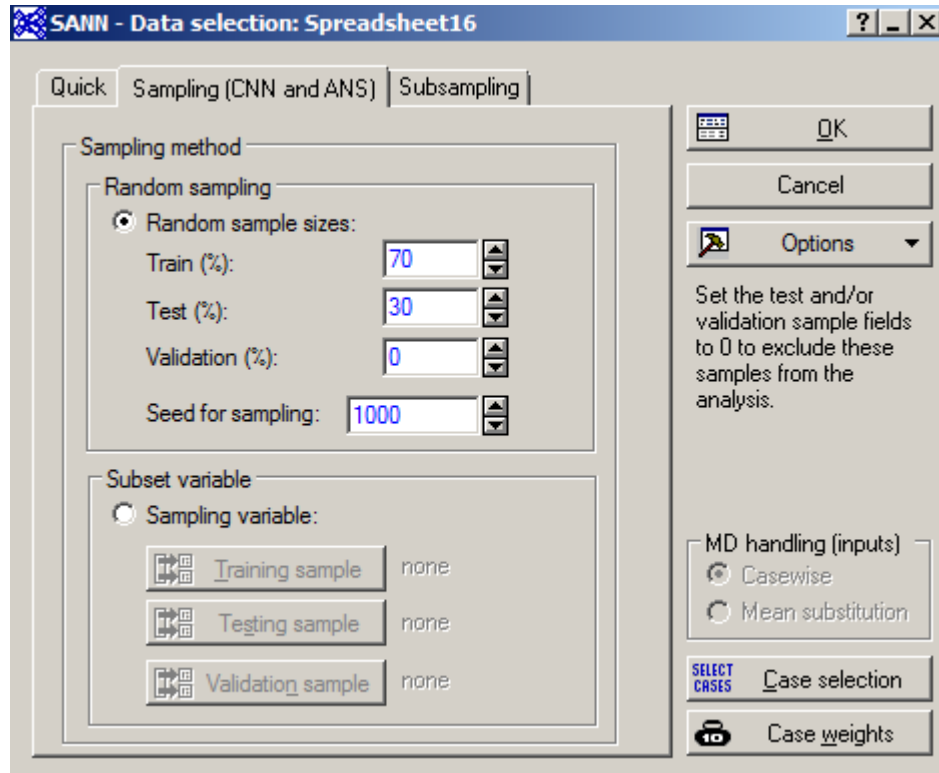 SANN - Data selection: Spreadsheet16
Quick
Sampling (CNN and ANS)
Subsampling
Sampling method
Random sampling
Random sample sizes:
Train (%):
70
Test (%):
30
Validation (%):
0
Seed for sampling:
1000
Subset variable
Sampling variable:
Training sample
none
Testing sample
none
Validation sample
none
OK
Cancel
Options
Set the test and/or
validation sample fields
to 0 to exclude these
samples from the
analysis.
MD handling (inputs)
Casewise
Mean substitution
SELECT
CASES
Case selection
10
Case weights